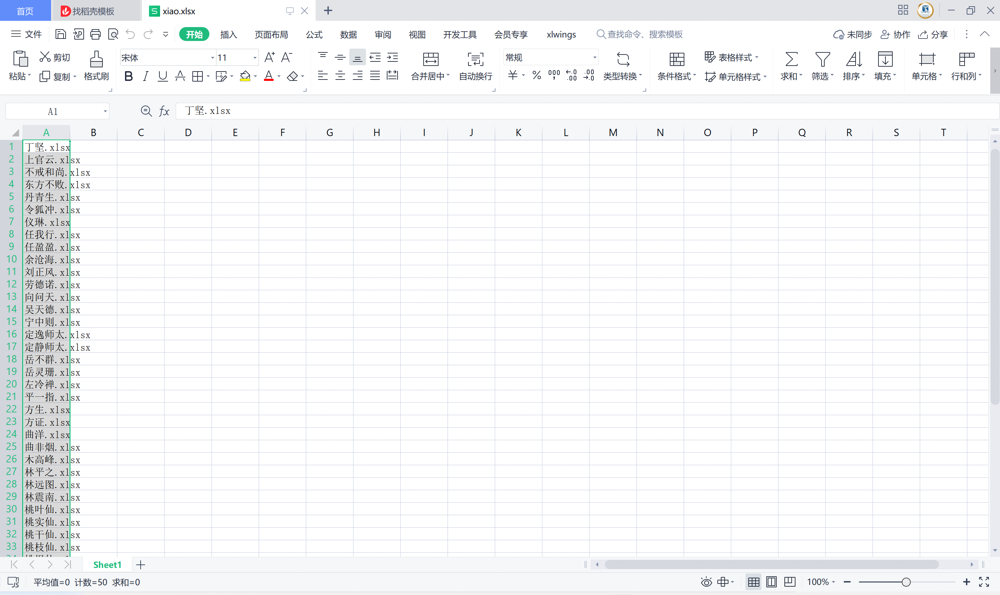 首页 找稻壳模板 xiao.xlsx
文件 开始 插入 页面布局 公式 数据 审阅 视图 开发工具 会员专享 xlwings 查找命令、搜索模板 未同步 协作 分享
剪切 宋体 11 A+ A- 常规 表格样式
粘贴 复制 格式刷 B I U A A 合并居中 自动换行 ¥ % 000 ←.0 .00 .00 →.0 类型转换 条件格式 单元格样式 求和 筛选 排序 填充 单元格 行和列
A1 fx 丁坚.xlsx
A B C D E F G H I J K L M N O P Q R S T
1 丁坚.xlsx
2 上官云.xlsx
3 不戒和尚.xlsx
4 东方不败.xlsx
5 丹青生.xlsx
6 令狐冲.xlsx
7 仪琳.xlsx
8 任我行.xlsx
9 任盈盈.xlsx
10 余沧海.xlsx
11 刘正风.xlsx
12 劳德诺.xlsx
13 向问天.xlsx
14 吴天德.xlsx
15 宁中则.xlsx
16 定逸师太.xlsx
17 定静师太.xlsx
18 岳不群.xlsx
19 岳灵珊.xlsx
20 左冷禅.xlsx
21 平一指.xlsx
22 方生.xlsx
23 方证.xlsx
24 曲洋.xlsx
25 曲非烟.xlsx
26 木高峰.xlsx
27 林平之.xlsx
28 林远图.xlsx
29 林震南.xlsx
30 桃叶仙.xlsx
31 桃实仙.xlsx
32 桃干仙.xlsx
33 桃枝仙.xlsx
Sheet1
平均值=0 计数=50 求和=0 100%